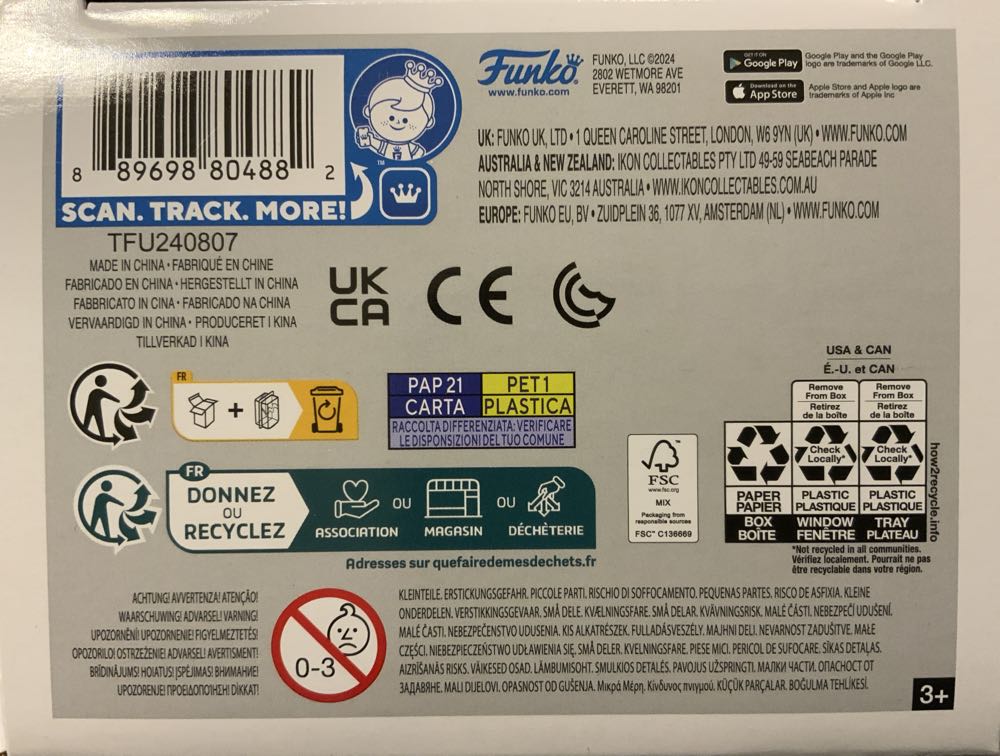 8 89698 80488 2
SCAN. TRACK. MORE!
TM
TFU240807
MADE IN CHINA • FABRIQUÉ EN CHINE
FABRICADO EN CHINA • HERGESTELLT IN CHINA
FABBRICATO IN CINA • FABRICADO NA CHINA
VERVAARDIGD IN CHINA • PRODUCERET I KINA
TILLVERKAD I KINA
Funko®
www.funko.com
FUNKO, LLC ©2024
2802 WETMORE AVE
EVERETT, WA 98201
GET IT ON
Google Play
Google Play and the Google Play
logo are trademarks of Google LLC.
Download on the
App Store
Apple Store and Apple logo are
trademarks of Apple Inc
UK: FUNKO UK, LTD • 1 QUEEN CAROLINE STREET, LONDON, W6 9YN (UK) • WWW.FUNKO.COM
AUSTRALIA & NEW ZEALAND: IKON COLLECTABLES PTY LTD 49-59 SEABEACH PARADE
NORTH SHORE, VIC 3214 AUSTRALIA • WWW.IKONCOLLECTABLES.COM.AU
EUROPE: FUNKO EU, BV • ZUIDPLEIN 36, 1077 XV, AMSTERDAM (NL) • WWW.FUNKO.COM
UK
CA
CE
FR
+
PAP 21 PET 1
CARTA PLASTICA
RACCOLTA DIFFERENZIATA: VERIFICARE
LE DISPONSIZIONI DEL TUO COMUNE
FR
DONNEZ
OU
RECYCLEZ
ASSOCIATION OU MAGASIN OU DÉCHÈTERIE
Adresses sur quefairedemesdechets.fr
FSC
www.fsc.org
MIX
Packaging from
responsible sources
FSC™ C136669
USA & CAN
É.-U. et CAN
Remove
From Box
Retirez
de la boîte
Remove
From Box
Retirez
de la boîte
Check
Locally*
Check
Locally*
PAPER
PAPIER
PLASTIC
PLASTIQUE
PLASTIC
PLASTIQUE
BOX
BOÎTE
WINDOW
FENÊTRE
TRAY
PLATEAU
how2recycle.info
*Not recycled in all communities.
Vérifiez localement. Pourrait ne pas
être recyclable dans votre région.
ACHTUNG! AVVERTENZA! ATENÇÃO!
WAARSCHUWING! ADVARSEL! VARNING!
UPOZORNĚNÍ! UPOZORNENIE! FIGYELMEZTETÉS!
OPOZORILO! OSTRZEŻENIE! ADVARSEL! AVERTISMENT!
BRĪDINĀJUMS! HOIATUS! ĮSPĖJIMAS! ВНИМАНИЕ!
UPOZORENJE! ΠΡΟΕΙΔΟΠΟΙΗΣΗ! DİKKAT!
0-3
KLEINTEILE. ERSTICKUNGSGEFAHR. PICCOLE PARTI. RISCHIO DI SOFFOCAMENTO. PEQUENAS PARTES. RISCO DE ASFIXIA. KLEINE
ONDERDELEN. VERSTIKKINGSGEVAAR. SMÅ DELE. KVÆLNINGSFARE. SMÅ DELAR. KVÄVNINGSRISK. MALÉ ČÁSTI. NEBEZPEČÍ UDUŠENÍ.
MALÉ ČASTI. NEBEZPEČENSTVO UDUSENIA. KIS ALKATRÉSZEK. FULLADÁSVESZÉLY. MAJHNI DELI. NEVARNOST ZADUŠITVE. MAŁE
CZĘŚCI. NIEBEZPIECZEŃSTWO UDŁAWIENIA SIĘ. SMÅ DELER. KVELNINGSFARE. PIESE MICI. PERICOL DE SUFOCARE. SĪKAS DETAĻAS.
AIZRĪŠANĀS RISKS. VÄIKESED OSAD. LÄMBUMISOHT. SMULKIOS DETALĖS. PAVOJUS UŽSPRINGTI. МАЛКИ ЧАСТИ. ОПАСНОСТ ОТ
ЗАДАВЯНЕ. MALI DIJELOVI. OPASNOST OD GUŠENJA. Μικρά Μέρη. Κίνδυνος πνιγμού. KÜÇÜK PARÇALAR. BOĞULMA TEHLİKESİ.
3+